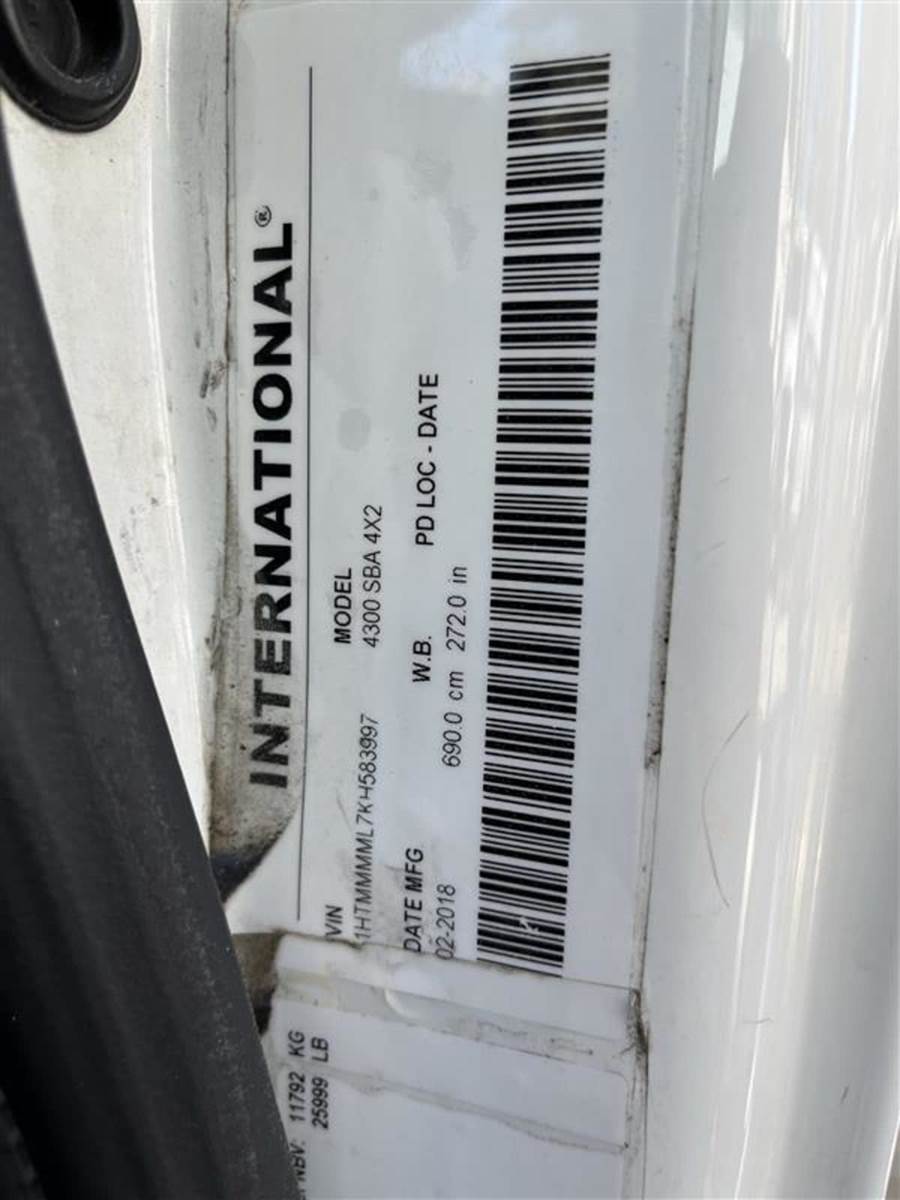 INTERNATIONAL®
VIN MODEL
1HTMMMML7KH583997 4300 SBA 4X2
DATE MFG W.B. PD LOC - DATE
02-2018 690.0 cm 272.0 in
11792 KG
25999 LB